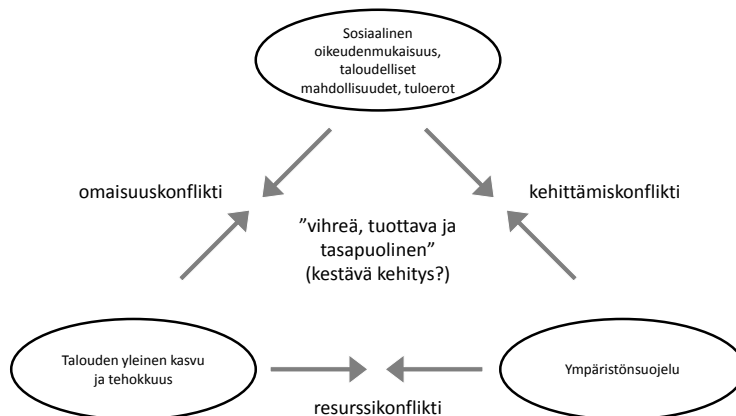 Sosiaalinen
oikeudenmukaisuus,
taloudelliset
mahdollisuudet, tuloerot
omaisuuskonflikti
kehittämiskonflikti
”vihreä, tuottava ja
tasapuolinen”
(kestävä kehitys?)
Talouden yleinen kasvu
ja tehokkuus
Ympäristönsuojelu
resurssikonflikti